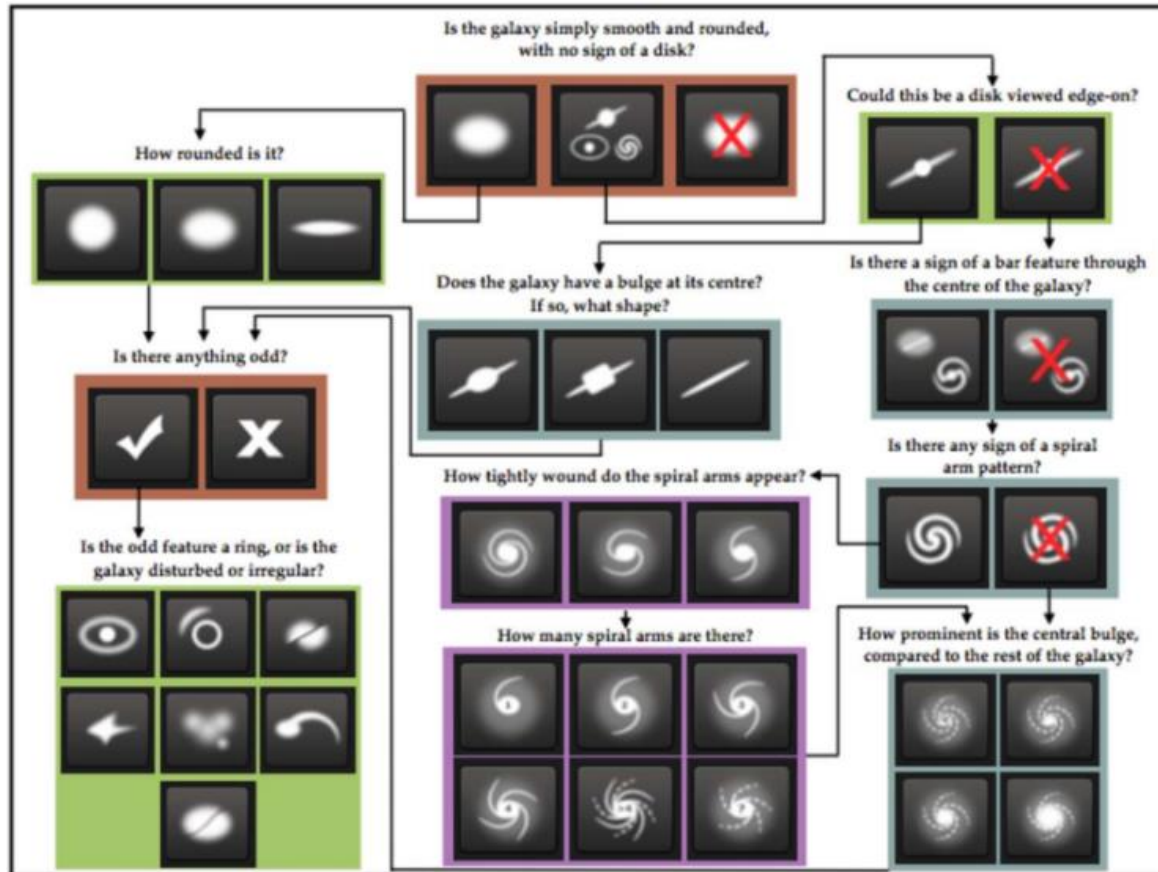 Is the galaxy simply smooth and rounded,
with no sign of a disk?
Could this be a disk viewed edge-on?
How rounded is it?
Does the galaxy have a bulge at its centre?
If so, what shape?
Is there a sign of a bar feature through
the centre of the galaxy?
Is there anything odd?
Is there any sign of a spiral
arm pattern?
How tightly wound do the spiral arms appear?
Is the odd feature a ring, or is the
galaxy disturbed or irregular?
How many spiral arms are there?
1
2
3
4
How prominent is the central bulge,
compared to the rest of the galaxy?